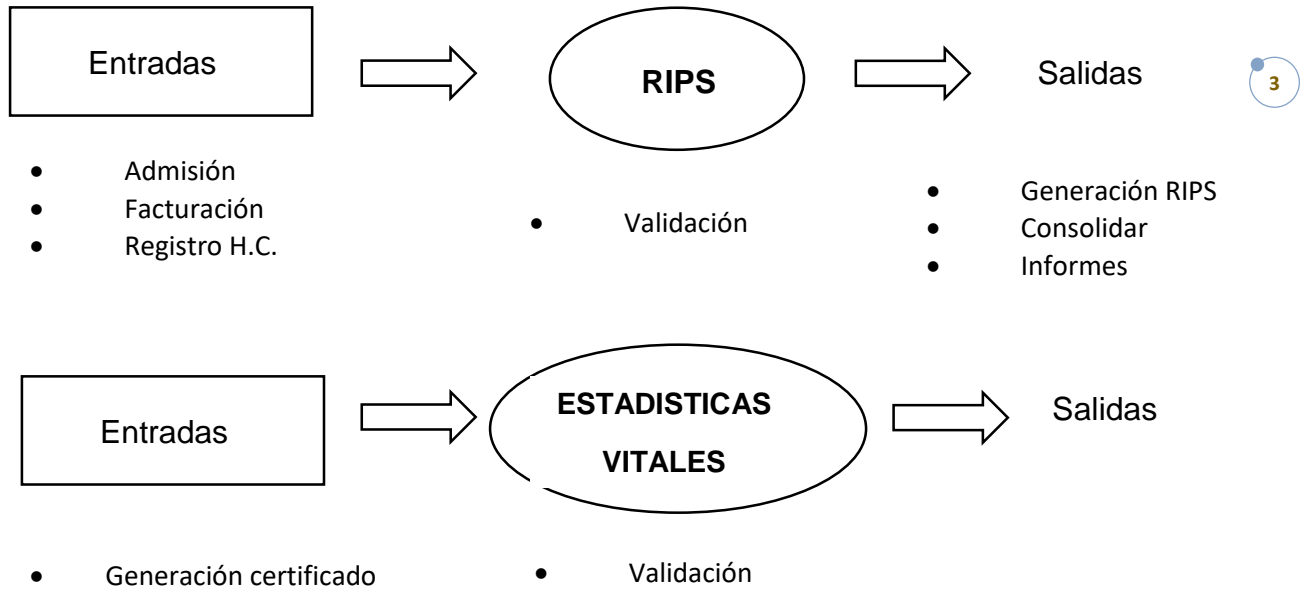 Entradas
RIPS
Salidas
3
• Admisión
• Facturación
• Registro H.C.
• Validación
• Generación RIPS
• Consolidar
• Informes
Entradas
ESTADISTICAS
VITALES
Salidas
• Generación certificado
• Validación